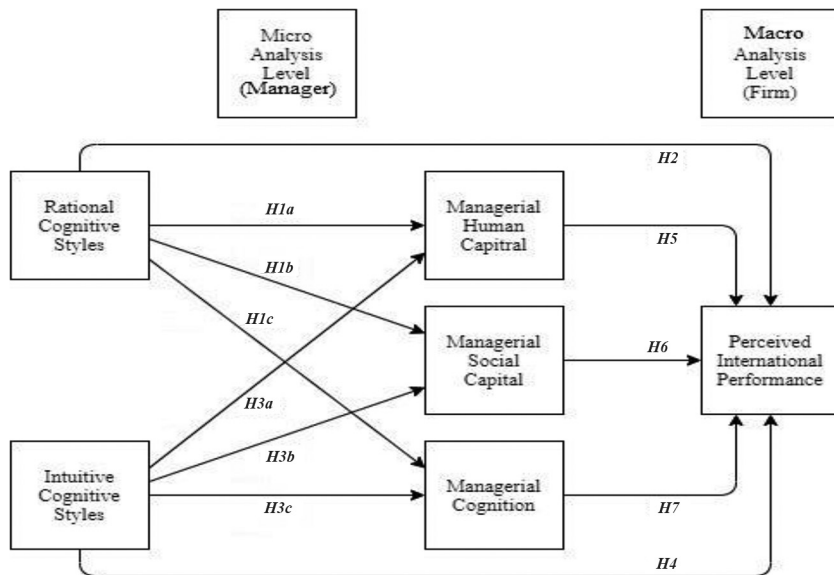 Micro
Analysis
Level
(Manager)
Macro
Analysis
Level
(Firm)
H2
Rational
Cognitive
Styles
H1a
Managerial
Human
Capitral
H5
H1b
H1c
Managerial
Social
Capital
H6
Perceived
International
Performance
H3a
H3b
Intuitive
Cognitive
Styles
H3c
Managerial
Cognition
H7
H4